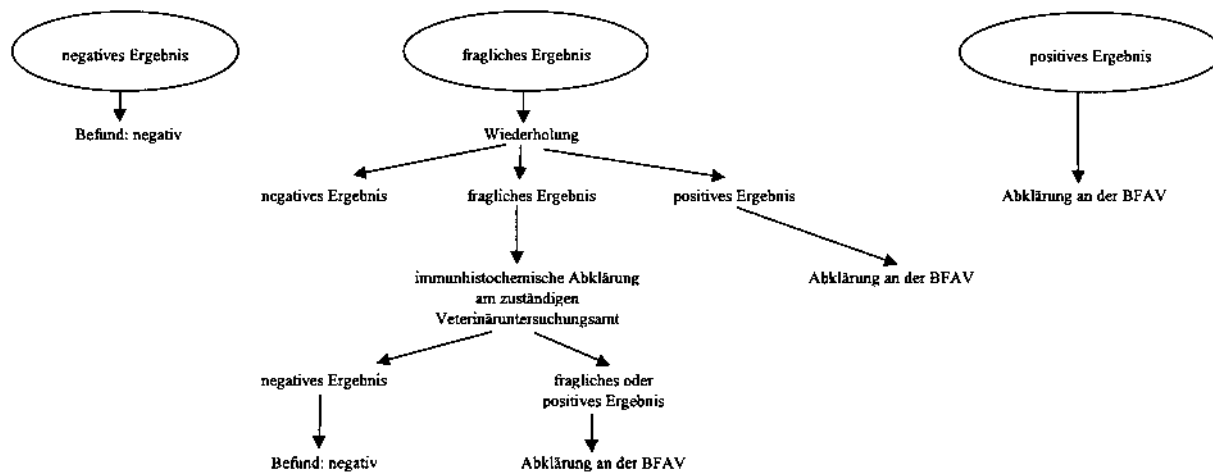 negatives Ergebnis
fragliches Ergebnis
positives Ergebnis
Befund: negativ
Wiederholung
negatives Ergebnis
fragliches Ergebnis
positives Ergebnis
Abklärung an der BFAV
immunhistochemische Abklärung
am zuständigen
Veterinäruntersuchungsamt
Abklärung an der BFAV
negatives Ergebnis
fragliches oder
positives Ergebnis
Befund: negativ
Abklärung an der BFAV